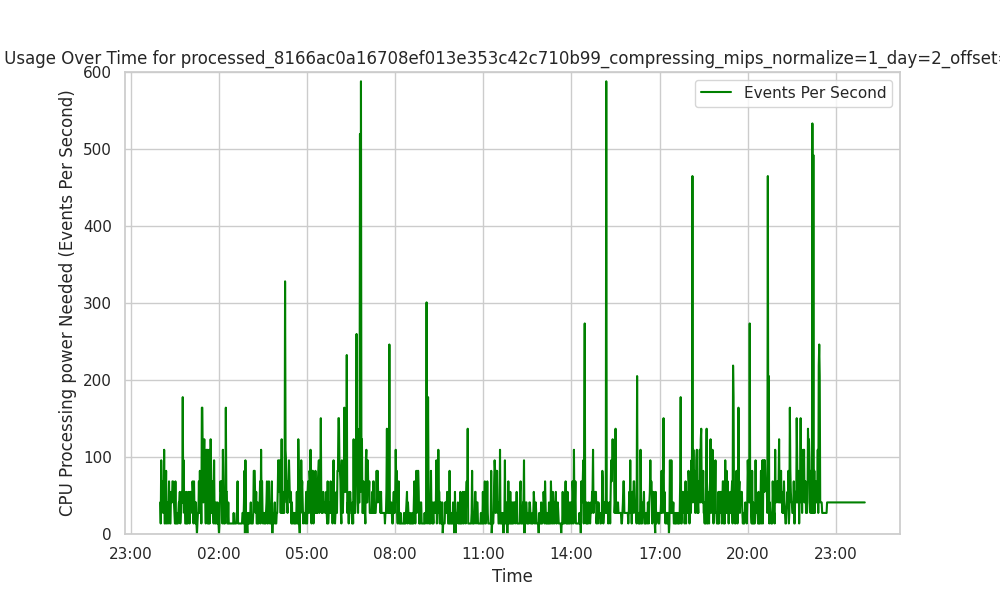 Usage Over Time for processed_8166ac0a16708ef013e353c42c710b99_compressing_mips_normalize=1_day=2_offset=
Events Per Second
CPU Processing power Needed (Events Per Second)
600
500
400
300
200
100
0
23:00 02:00 05:00 08:00 11:00 14:00 17:00 20:00 23:00
Time